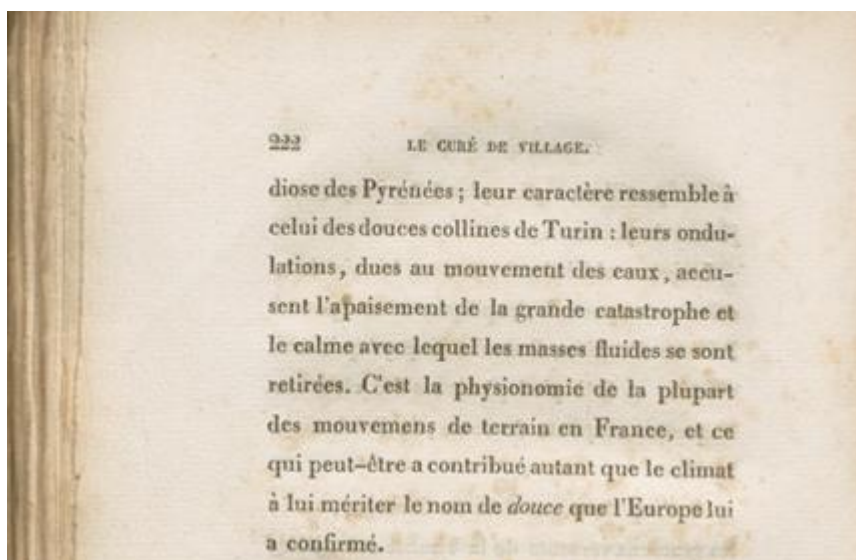 222 LE CURÉ DE VILLAGE.
diose des Pyrénées ; leur caractère ressemble à
celui des douces collines de Turin : leurs ondu-
lations, dues au mouvement des eaux, accu-
sent l'apaisement de la grande catastrophe et
le calme avec lequel les masses fluides se sont
retirées. C'est la physionomie de la plupart
des mouvemens de terrain en France, et ce
qui peut-être a contribué autant que le climat
à lui mériter le nom de douce que l'Europe lui
a confirmé.